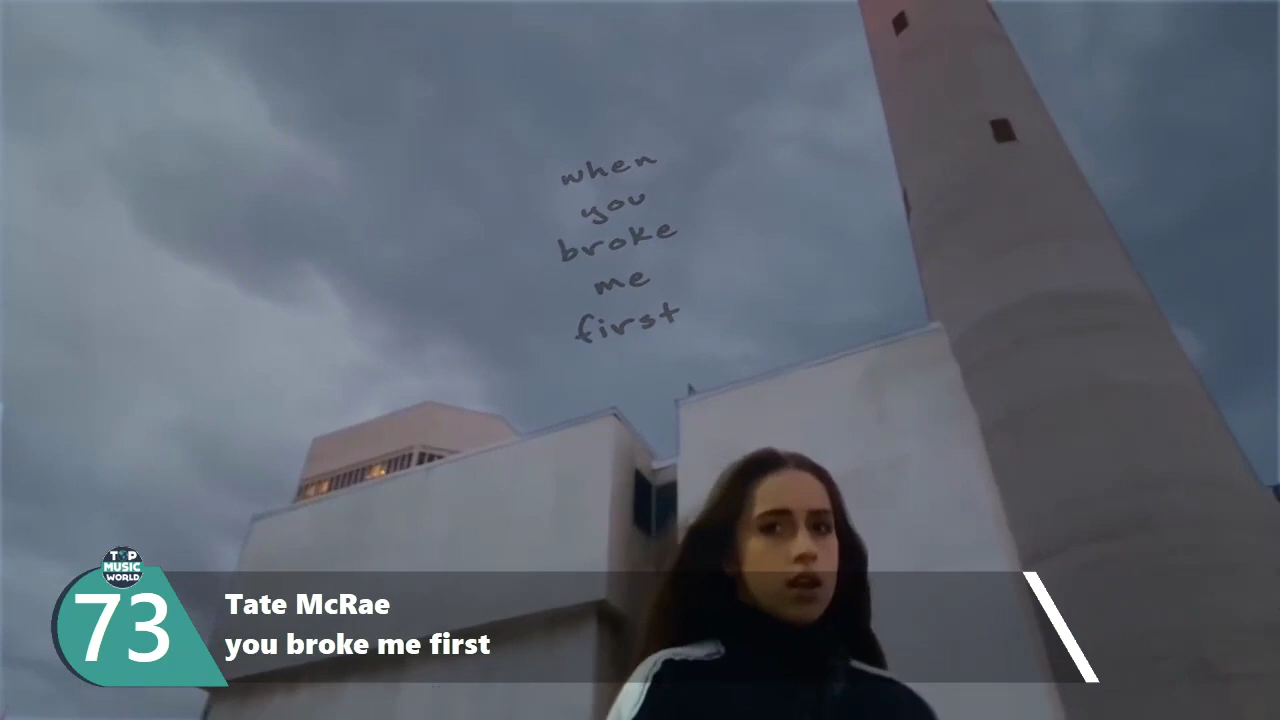 when
you
broke
me
first
TOP
MUSIC
WORLD
73
Tate McRae
you broke me first